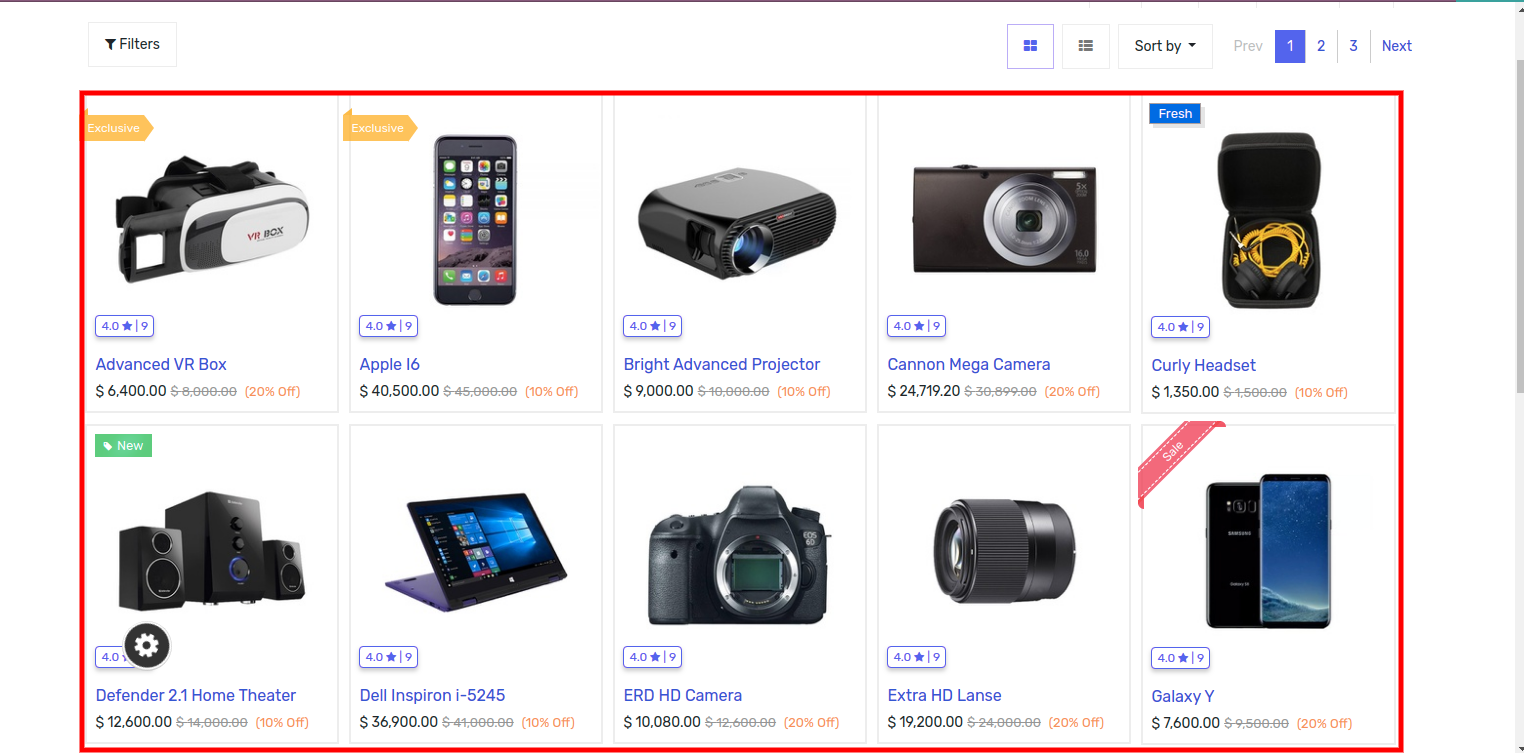 Filters
Sort by
Prev 1 2 3 Next
Exclusive
Exclusive
Fresh
VR BOX
5×
16.0
4.0 ★ | 9
4.0 ★ | 9
4.0 ★ | 9
4.0 ★ | 9
4.0 ★ | 9
Advanced VR Box
Apple I6
Bright Advanced Projector
Cannon Mega Camera
Curly Headset
$ 6,400.00 $ 8,000.00 (20% Off)
$ 40,500.00 $ 45,000.00 (10% Off)
$ 9,000.00 $ 10,000.00 (10% Off)
$ 24,719.20 $ 30,899.00 (20% Off)
$ 1,350.00 $ 1,500.00 (10% Off)
New
Sale
EOS
6D
SAMSUNG
4.0
4.0 ★ | 9
4.0 ★ | 9
4.0 ★ | 9
4.0 ★ | 9
Defender 2.1 Home Theater
Dell Inspiron i-5245
ERD HD Camera
Extra HD Lanse
Galaxy Y
$ 12,600.00 $ 14,000.00 (10% Off)
$ 36,900.00 $ 41,000.00 (10% Off)
$ 10,080.00 $ 12,600.00 (20% Off)
$ 19,200.00 $ 24,000.00 (20% Off)
$ 7,600.00 $ 9,500.00 (20% Off)